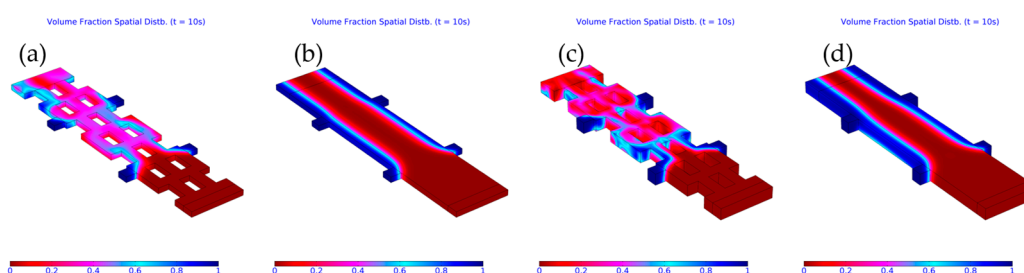 Volume Fraction Spatial Distb. (t = 10s) Volume Fraction Spatial Distb. (t = 10s) Volume Fraction Spatial Distb. (t = 10s) Volume Fraction Spatial Distb. (t = 10s)
(a) (b) (c) (d)
0 0.2 0.4 0.6 0.8 1 0 0.2 0.4 0.6 0.8 1 0 0.2 0.4 0.6 0.8 1 0 0.2 0.4 0.6 0.8 1